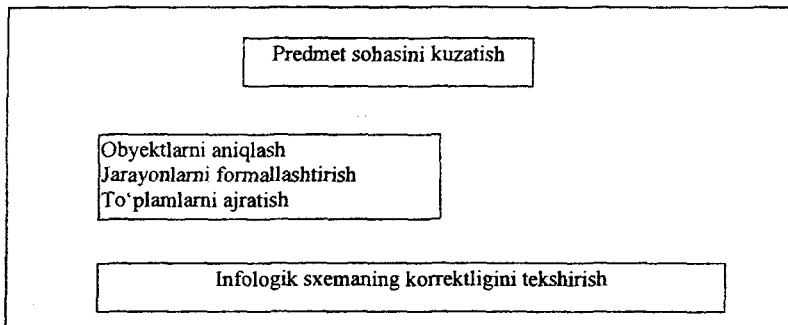 Predmet sohasini kuzatish
Obyektlarni aniqlash
Jarayonlarni formallashtirish
To‘plamlarni ajratish
Infologik sxemaning korrektligini tekshirish